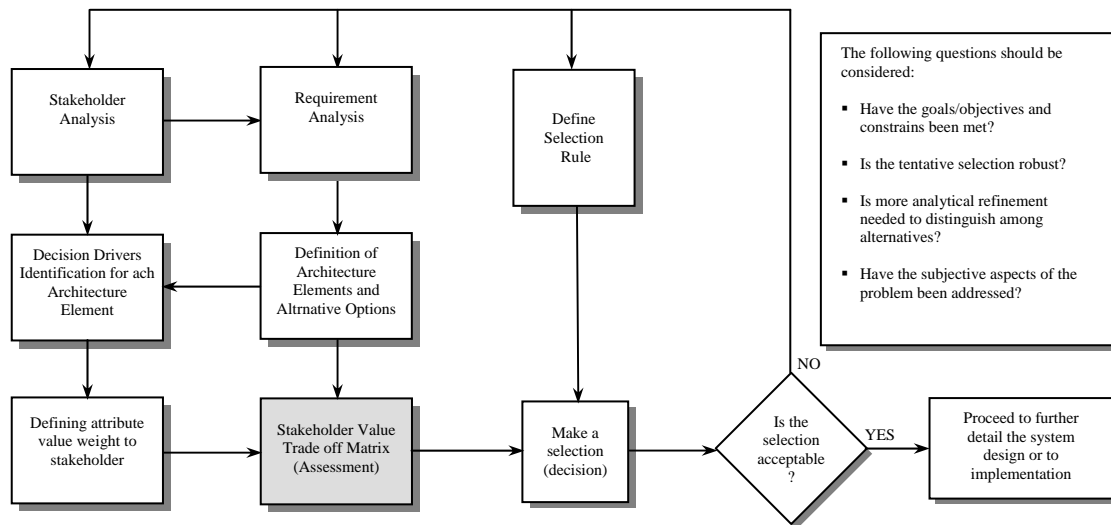 Stakeholder
Analysis
Requirement
Analysis
Define
Selection
Rule
The following questions should be
considered:
▪ Have the goals/objectives and
constrains been met?
▪ Is the tentative selection robust?
▪ Is more analytical refinement
needed to distinguish among
alternatives?
▪ Have the subjective aspects of the
problem been addressed?
Decision Drivers
Identification for ach
Architecture
Element
Definition of
Architecture
Elements and
Altrnative Options
NO
Defining attribute
value weight to
stakeholder
Stakeholder Value
Trade off Matrix
(Assessment)
Make a
selection
(decision)
Is the
selection
acceptable
?
YES
Proceed to further
detail the system
design or to
implementation